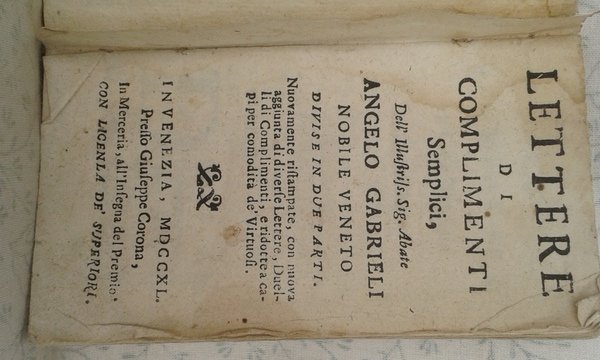 LETTERE
DI
COMPLIMENTI
Semplici,
Dell' Illuſtriſs. Sig. Abate
ANGELO GABRIELI
NOBILE VENETO
DIVISE IN DUE PARTI.
Nuovamente riſtampate, con nuova
aggiunta di diverſe Lettere, Duel-
li di Complimenti, e ridotte a ca-
pi per comodità de' Virtuoſi.
IN VENEZIA, MDCCXL.
Preſſo Giuſeppe Corona,
In Merceria, all'Inſegna del Premio.
CON LICENZA DE' SUPERIORI.